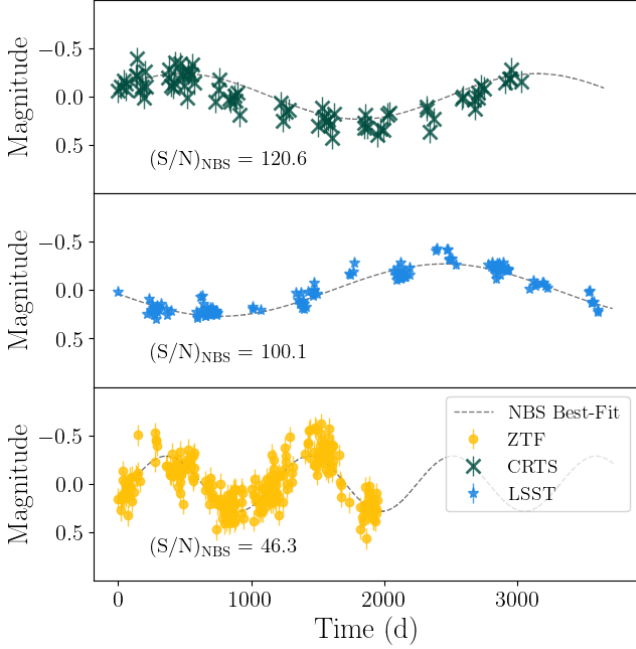 Magnitude
−0.5
0.0
0.5
(S/N)NBS = 120.6
Magnitude
−0.5
0.0
0.5
(S/N)NBS = 100.1
Magnitude
−0.5
0.0
0.5
(S/N)NBS = 46.3
NBS Best-Fit
ZTF
CRTS
LSST
0 1000 2000 3000
Time (d)